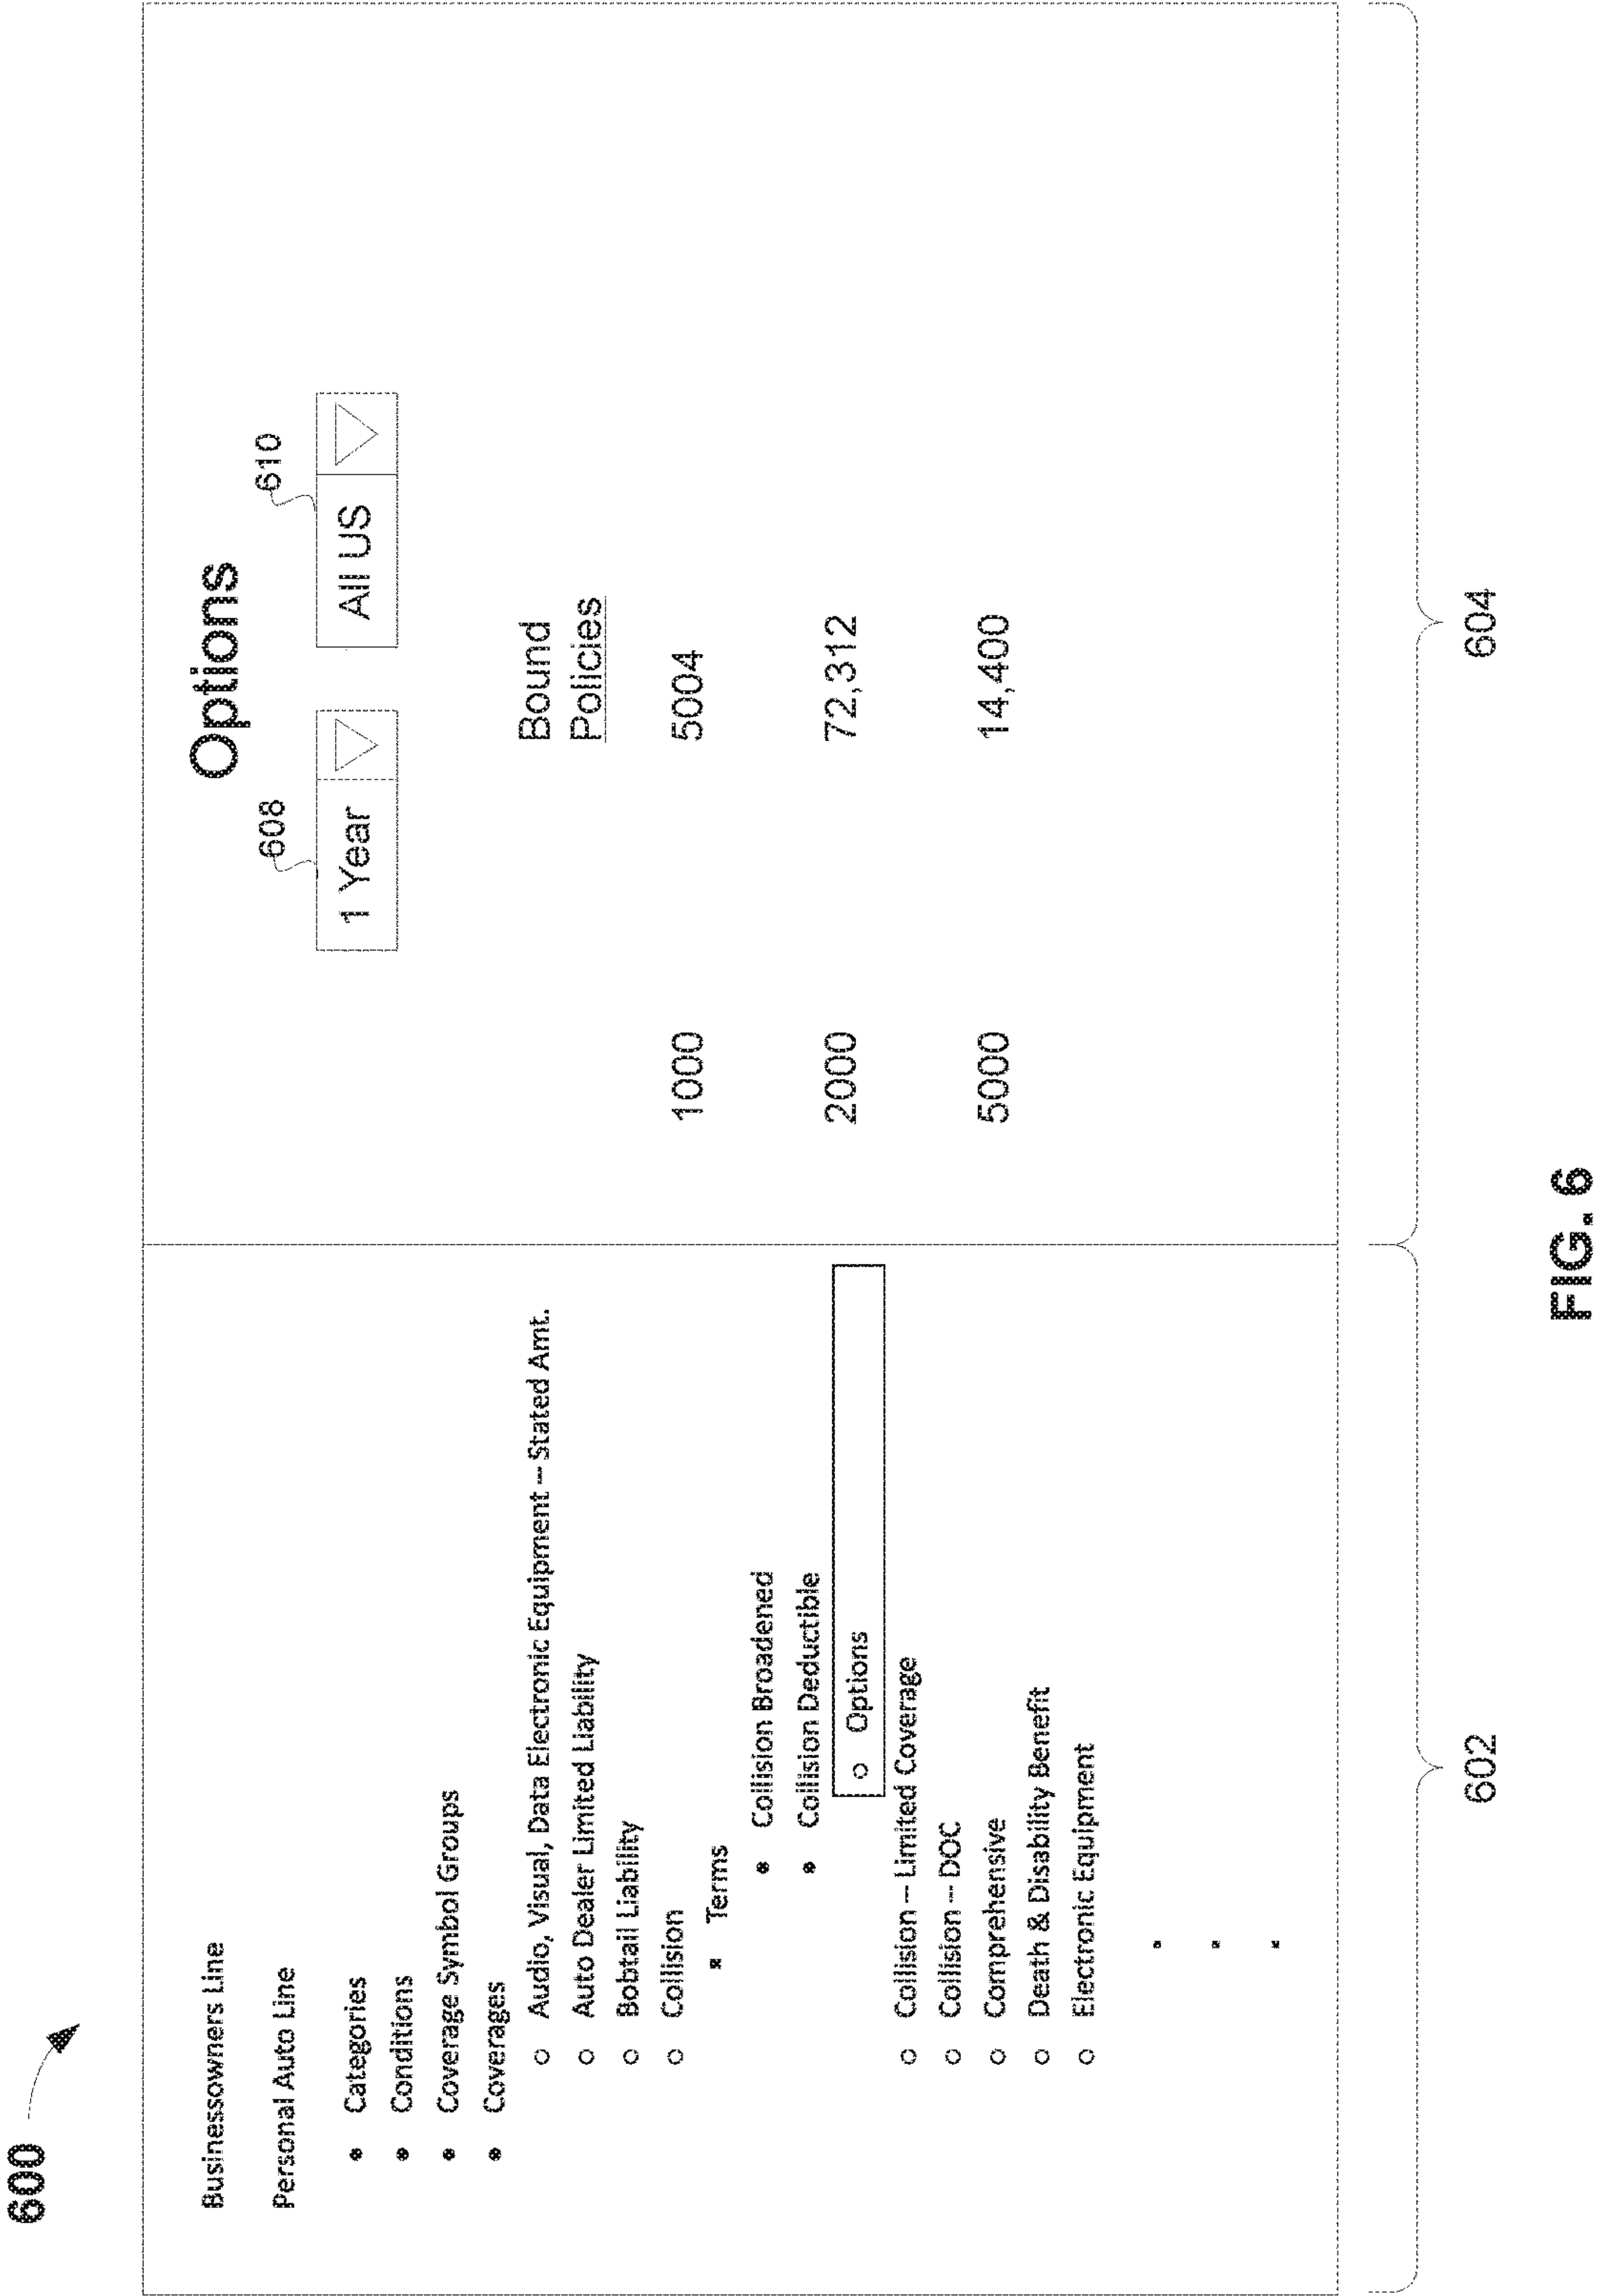 600
Businessowners Line
Personal Auto Line
• Categories
• Conditions
• Coverage Symbol Groups
• Coverages
○ Audio, Visual, Data Electronic Equipment – Stated Amt.
○ Auto Dealer Limited Liability
○ Bobtail Liability
○ Collision
▪ Terms
• Collision Broadened
• Collision Deductible
○ Options
○ Collision – Limited Coverage
○ Collision – DOC
○ Comprehensive
○ Death & Disability Benefit
○ Electronic Equipment
602
Options
608
610
1 Year
All US
Bound
Policies
1000 5004
2000 72,312
5000 14,400
604
FIG. 6